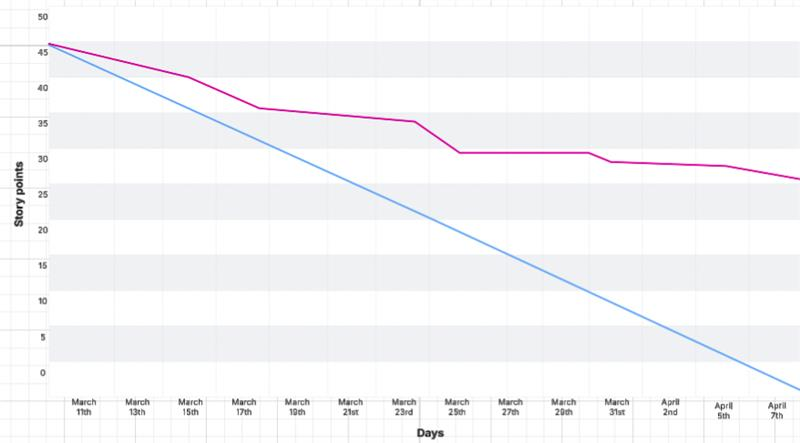 50
45
40
35
30
25
20
15
10
5
0
Story points
March 11th
March 13th
March 15th
March 17th
March 19th
March 21st
March 23rd
March 25th
March 27th
March 29th
March 31st
April 2nd
April 5th
April 7th
Days